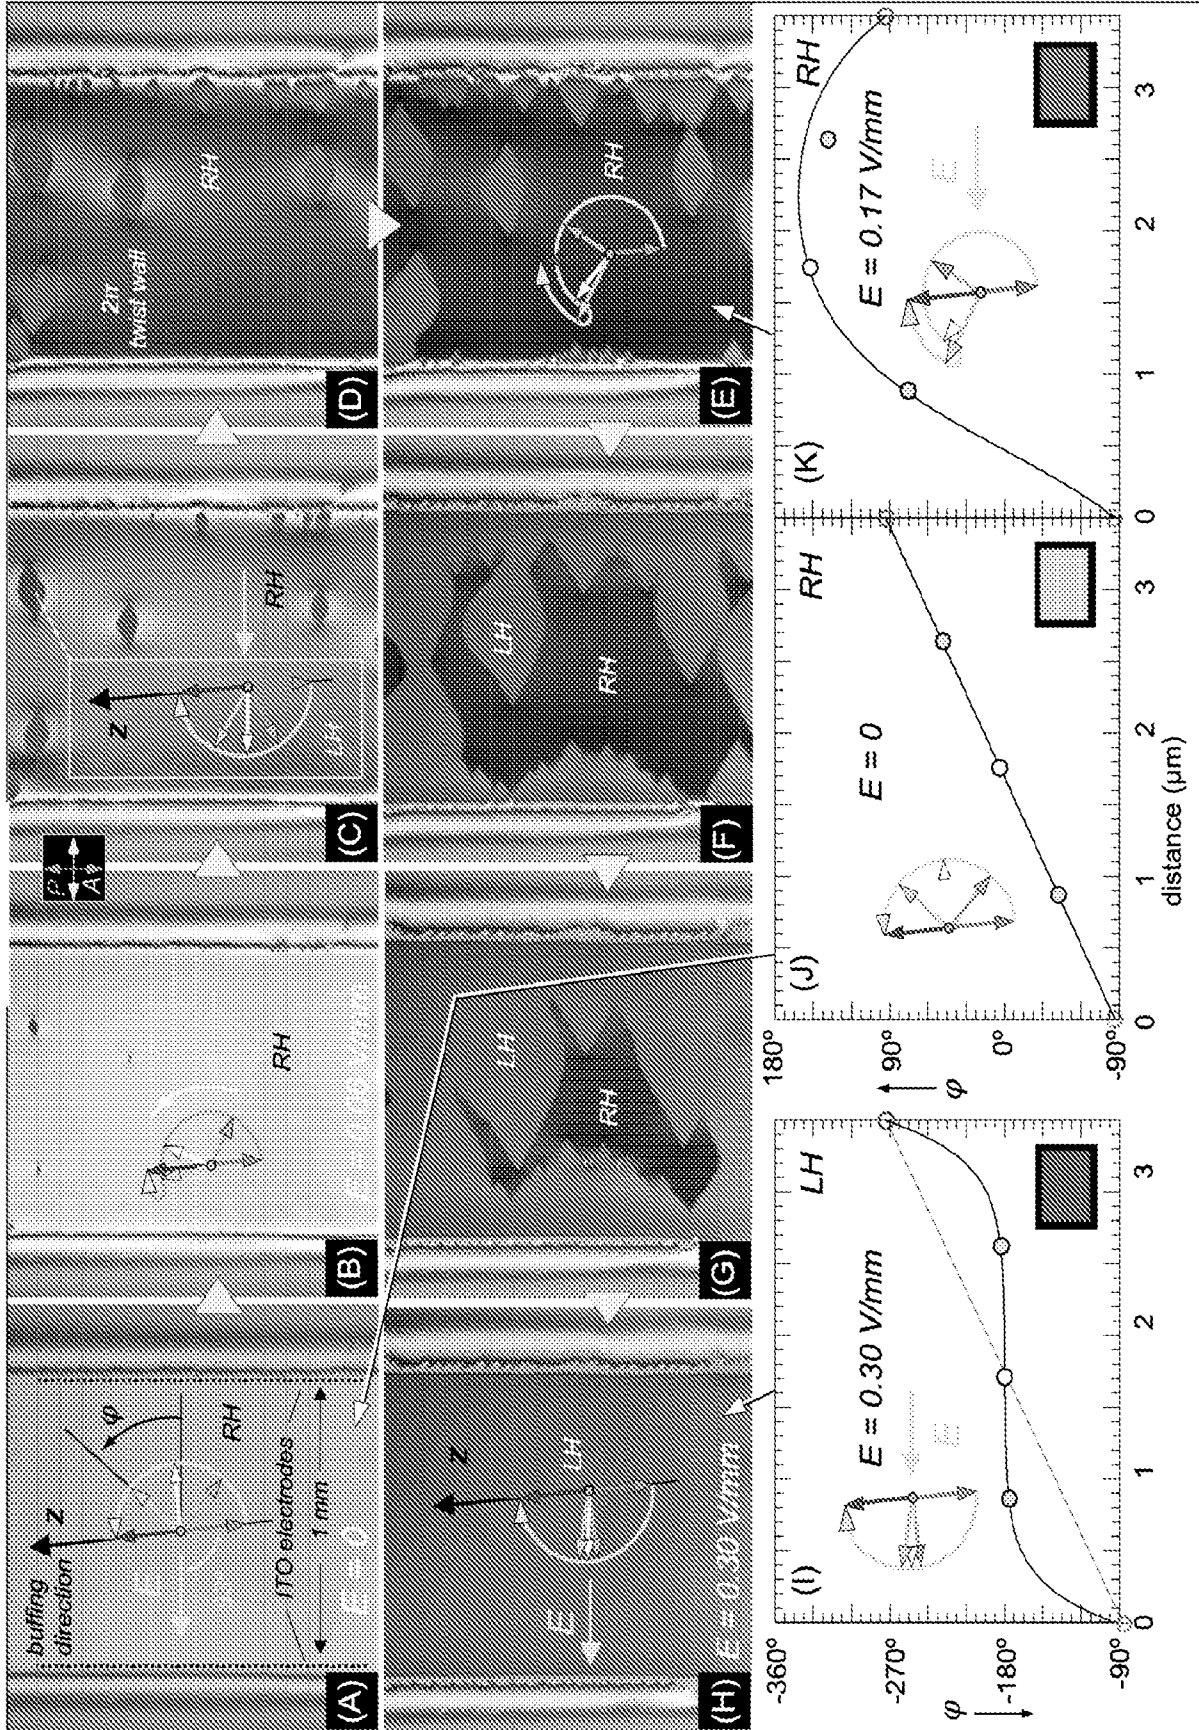 (A)
buffing
direction
z
φ
RH
ITO electrodes
1 mm
E = 0
(B)
RH
P
A
(C)
z
RH
LH
(D)
2π
twist wall
RH
(H)
z
E
LH
E = 0.30 V/mm
(G)
LH
RH
(F)
LH
RH
(E)
RH
(I)
LH
E = 0.30 V/mm
E
-360°
-270°
-180°
-90°
φ
0
1
2
3
(J)
RH
E = 0
180°
90°
0°
-90°
φ
0
1
2
3
distance (µm)
(K)
RH
E = 0.17 V/mm
E
0
1
2
3